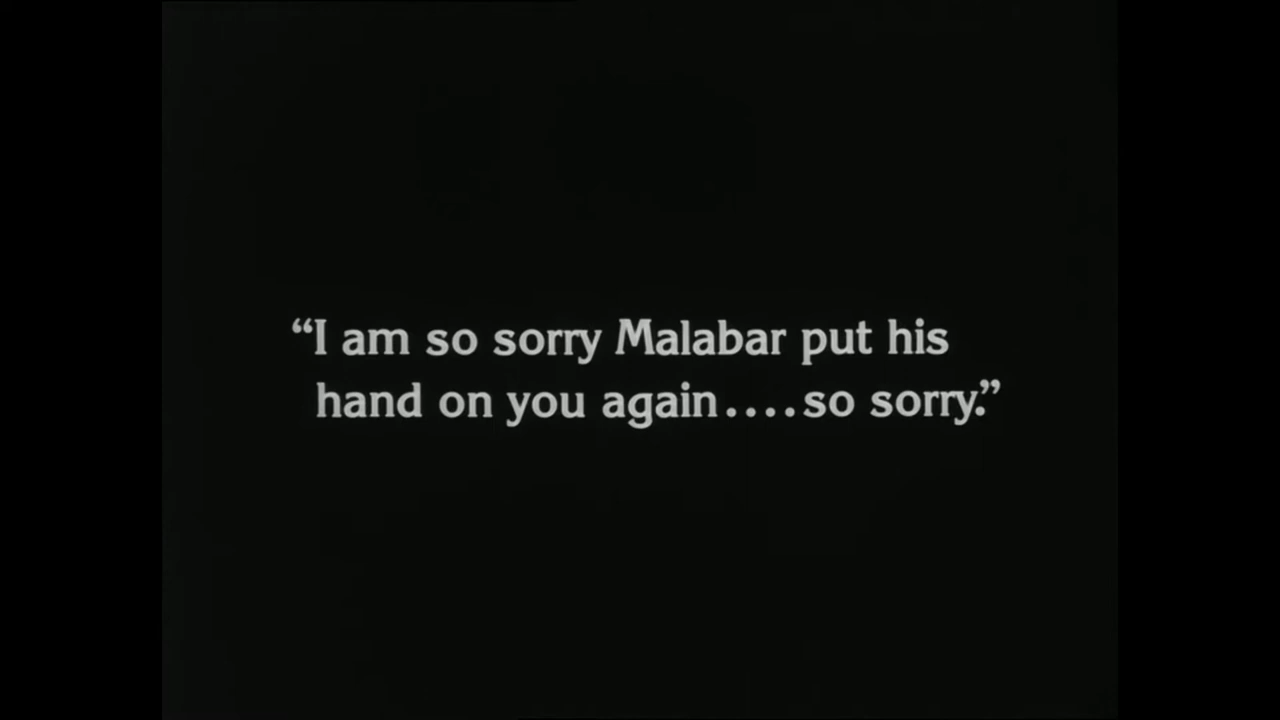 “I am so sorry Malabar put his
hand on you again....so sorry.”